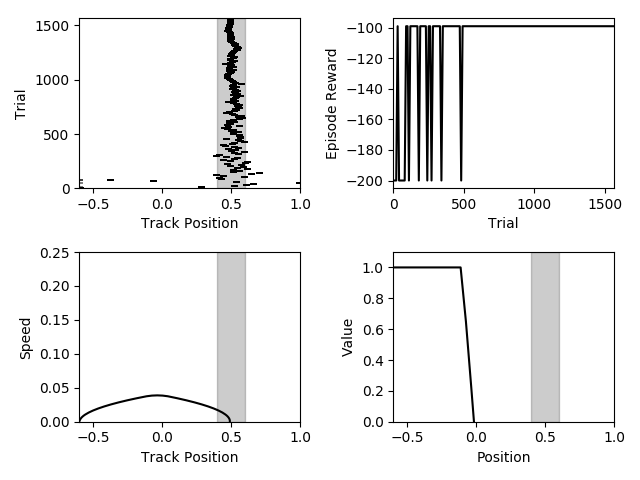 1500
1000
500
0
Trial
−0.5 0.0 0.5 1.0
Track Position
−100
−120
−140
−160
−180
−200
Episode Reward
0 500 1000 1500
Trial
0.25
0.20
0.15
0.10
0.05
0.00
Speed
−0.5 0.0 0.5 1.0
Track Position
1.0
0.8
0.6
0.4
0.2
0.0
Value
−0.5 0.0 0.5 1.0
Position